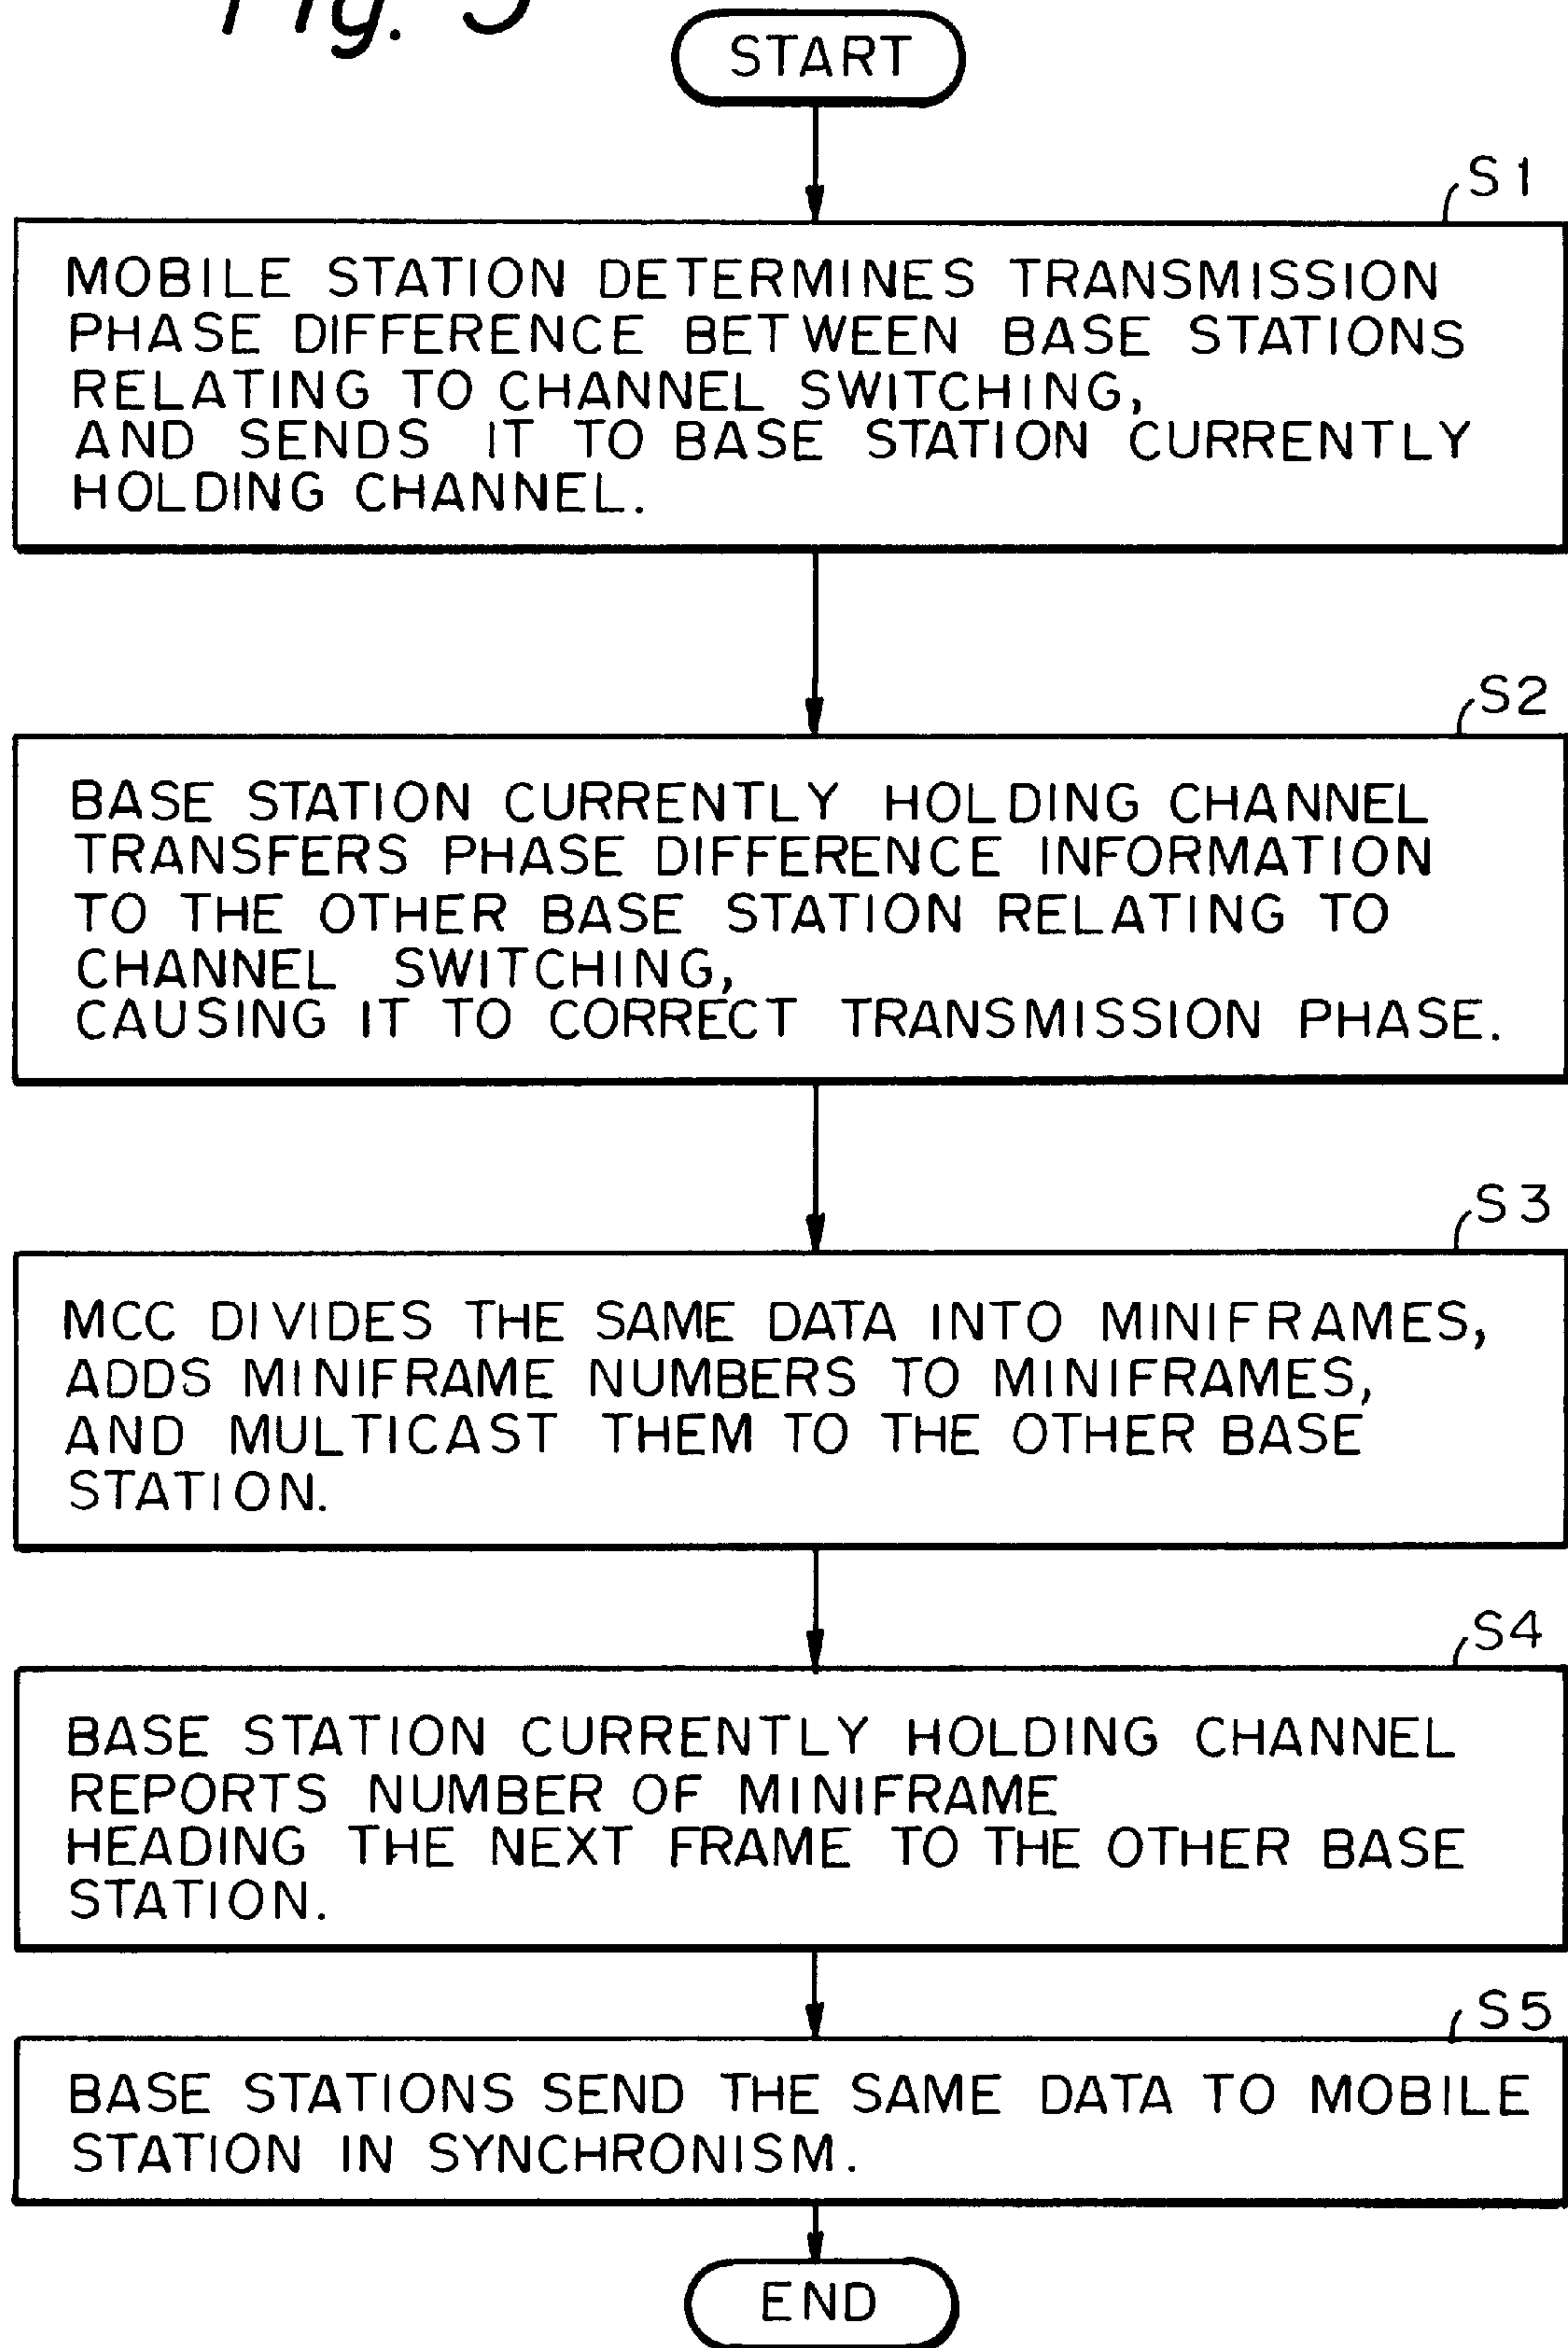 Fig. 5
START
S1
MOBILE STATION DETERMINES TRANSMISSION
PHASE DIFFERENCE BETWEEN BASE STATIONS
RELATING TO CHANNEL SWITCHING,
AND SENDS IT TO BASE STATION CURRENTLY
HOLDING CHANNEL.
S2
BASE STATION CURRENTLY HOLDING CHANNEL
TRANSFERS PHASE DIFFERENCE INFORMATION
TO THE OTHER BASE STATION RELATING TO
CHANNEL SWITCHING,
CAUSING IT TO CORRECT TRANSMISSION PHASE.
S3
MCC DIVIDES THE SAME DATA INTO MINIFRAMES,
ADDS MINIFRAME NUMBERS TO MINIFRAMES,
AND MULTICAST THEM TO THE OTHER BASE
STATION.
S4
BASE STATION CURRENTLY HOLDING CHANNEL
REPORTS NUMBER OF MINIFRAME
HEADING THE NEXT FRAME TO THE OTHER BASE
STATION.
S5
BASE STATIONS SEND THE SAME DATA TO MOBILE
STATION IN SYNCHRONISM.
END